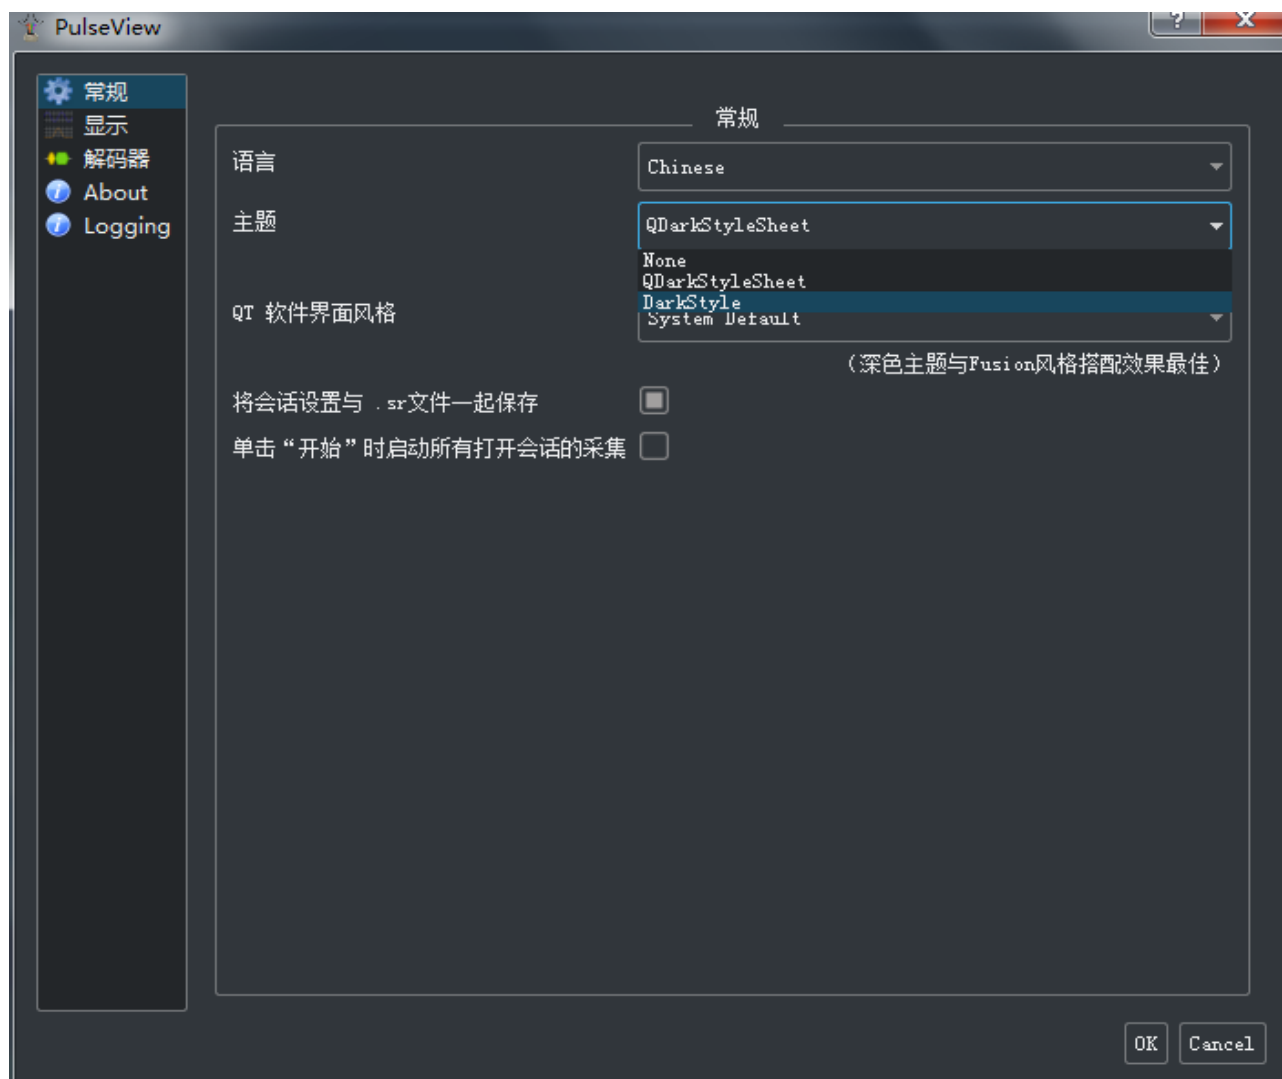 PulseView
?
X
常规
显示
解码器
About
Logging
常规
语言
Chinese
主题
QDarkStyleSheet
None
QDarkStyleSheet
DarkStyle
QT 软件界面风格
System Default
（深色主题与Fusion风格搭配效果最佳）
将会话设置与 .sr文件一起保存
单击“开始”时启动所有打开会话的采集
OK
Cancel